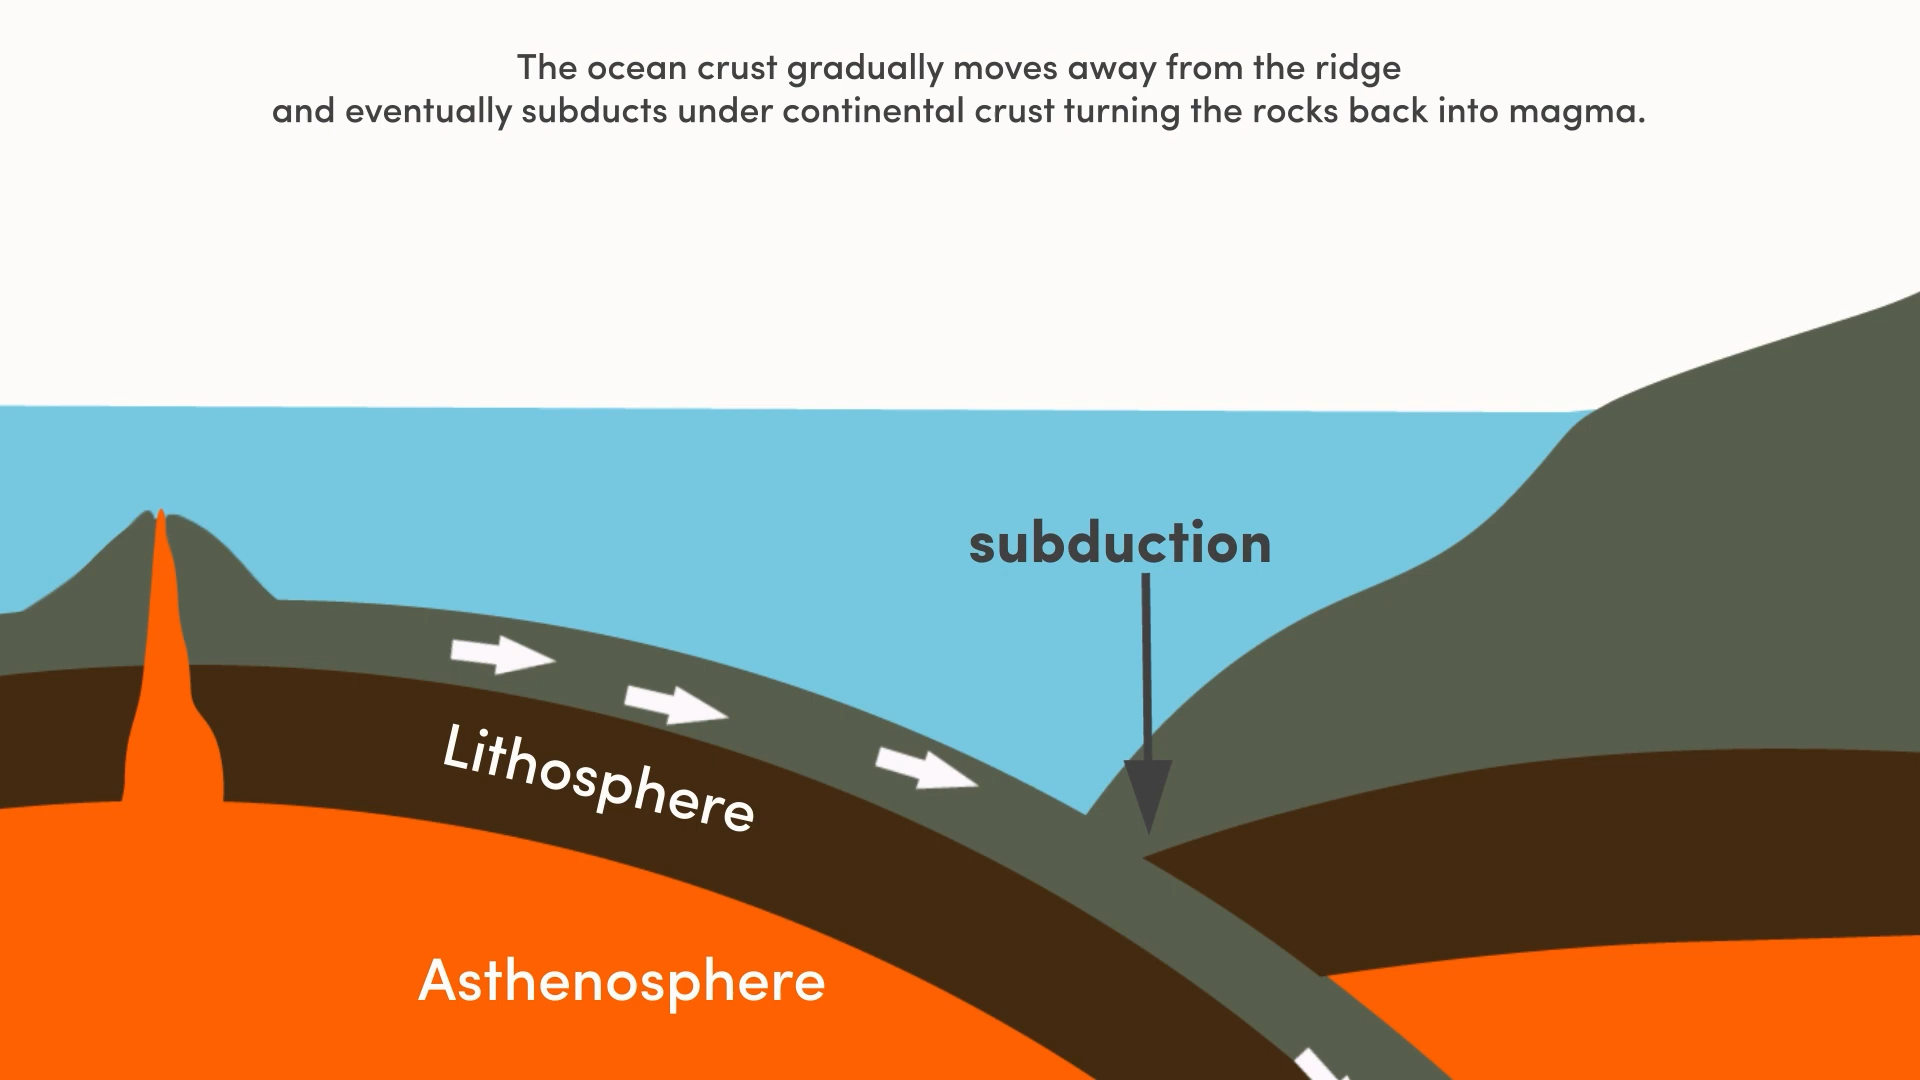 The ocean crust gradually moves away from the ridge
and eventually subducts under continental crust turning the rocks back into magma.
subduction
Lithosphere
Asthenosphere